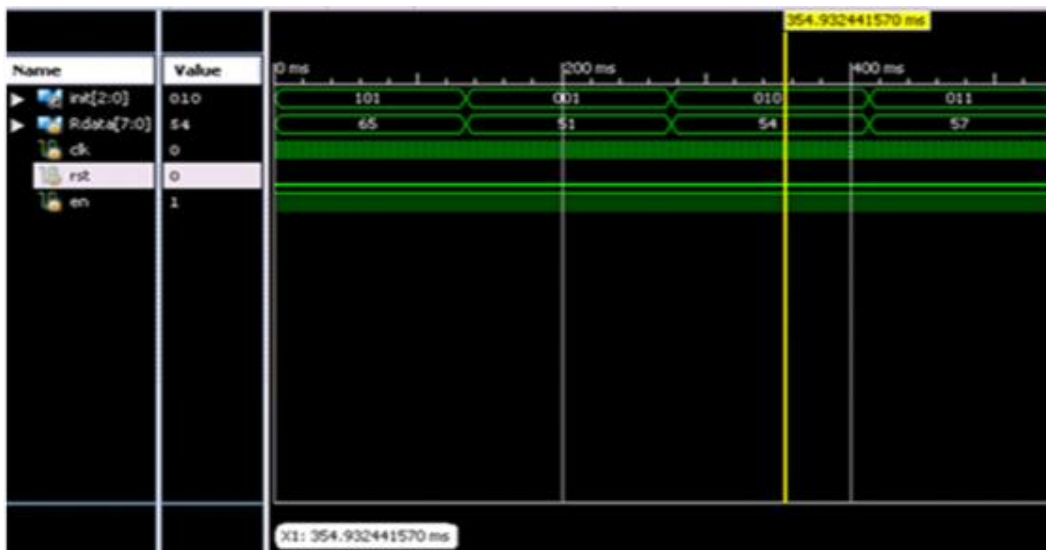 354.932441570 ms
Name Value 0 ms 200 ms 400 ms
init[2:0] 010 101 001 010 011
Rdata[7:0] 54 65 51 54 57
clk 0
rst 0
en 1
X1: 354.932441570 ms